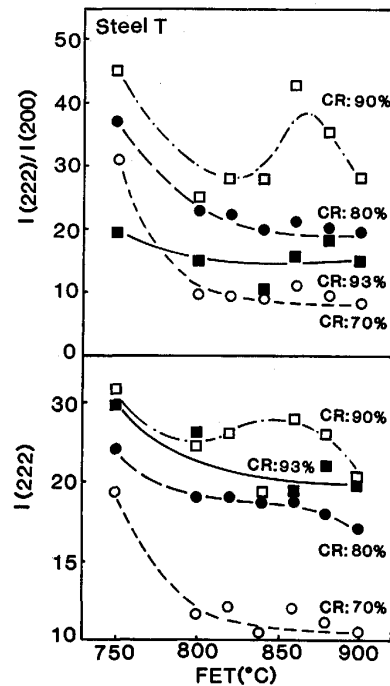 Steel T
50
40
30
20
10
0
I(222)/I(200)
CR:90%
CR:80%
CR:93%
CR:70%
30
20
15
10
I(222)
CR:90%
CR:93%
CR:80%
CR:70%
750
800
850
900
FET(°C)